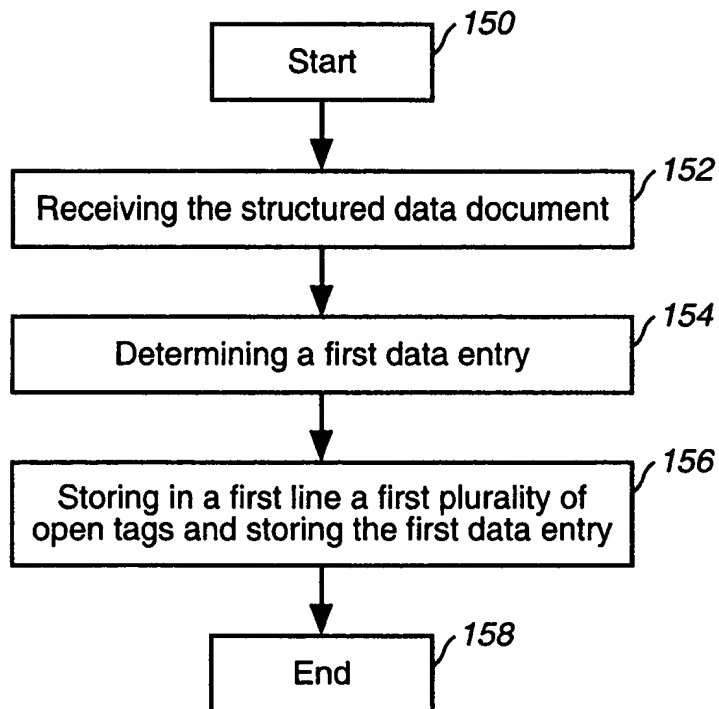 150
Start
152
Receiving the structured data document
154
Determining a first data entry
156
Storing in a first line a first plurality of
open tags and storing the first data entry
158
End